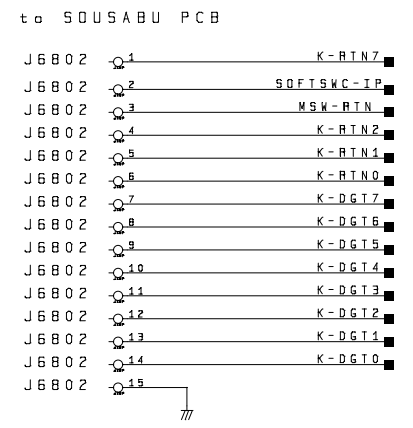 to SOUSABU PCB
J6802 1 K-RTN7
J6802 2 SOFTSWC-IP
J6802 3 MSW-RTN
J6802 4 K-RTN2
J6802 5 K-RTN1
J6802 6 K-RTN0
J6802 7 K-DGT7
J6802 8 K-DGT6
J6802 9 K-DGT5
J6802 10 K-DGT4
J6802 11 K-DGT3
J6802 12 K-DGT2
J6802 13 K-DGT1
J6802 14 K-DGT0
J6802 15